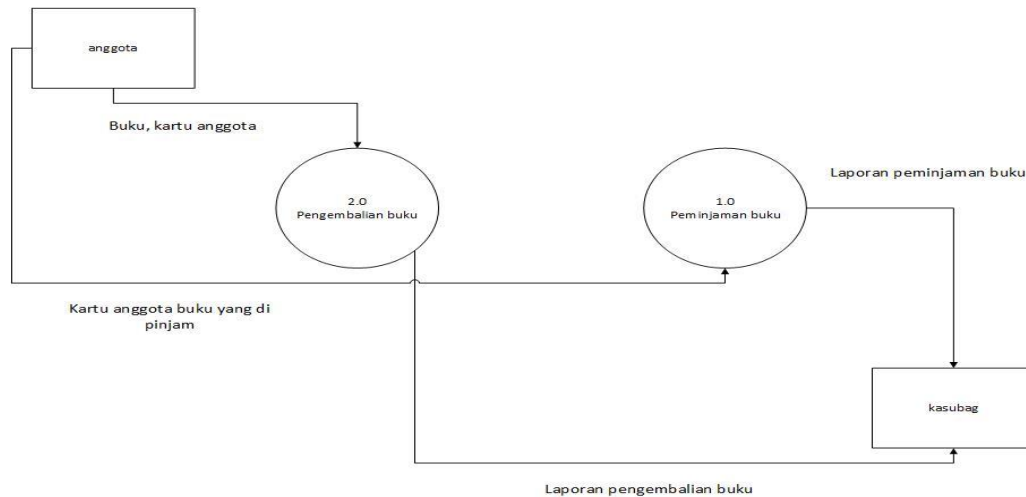 anggota
Buku, kartu anggota
2.0
Pengembalian buku
1.0
Peminjaman buku
Laporan peminjaman buku
Kartu anggota buku yang di
pinjam
kasubag
Laporan pengembalian buku